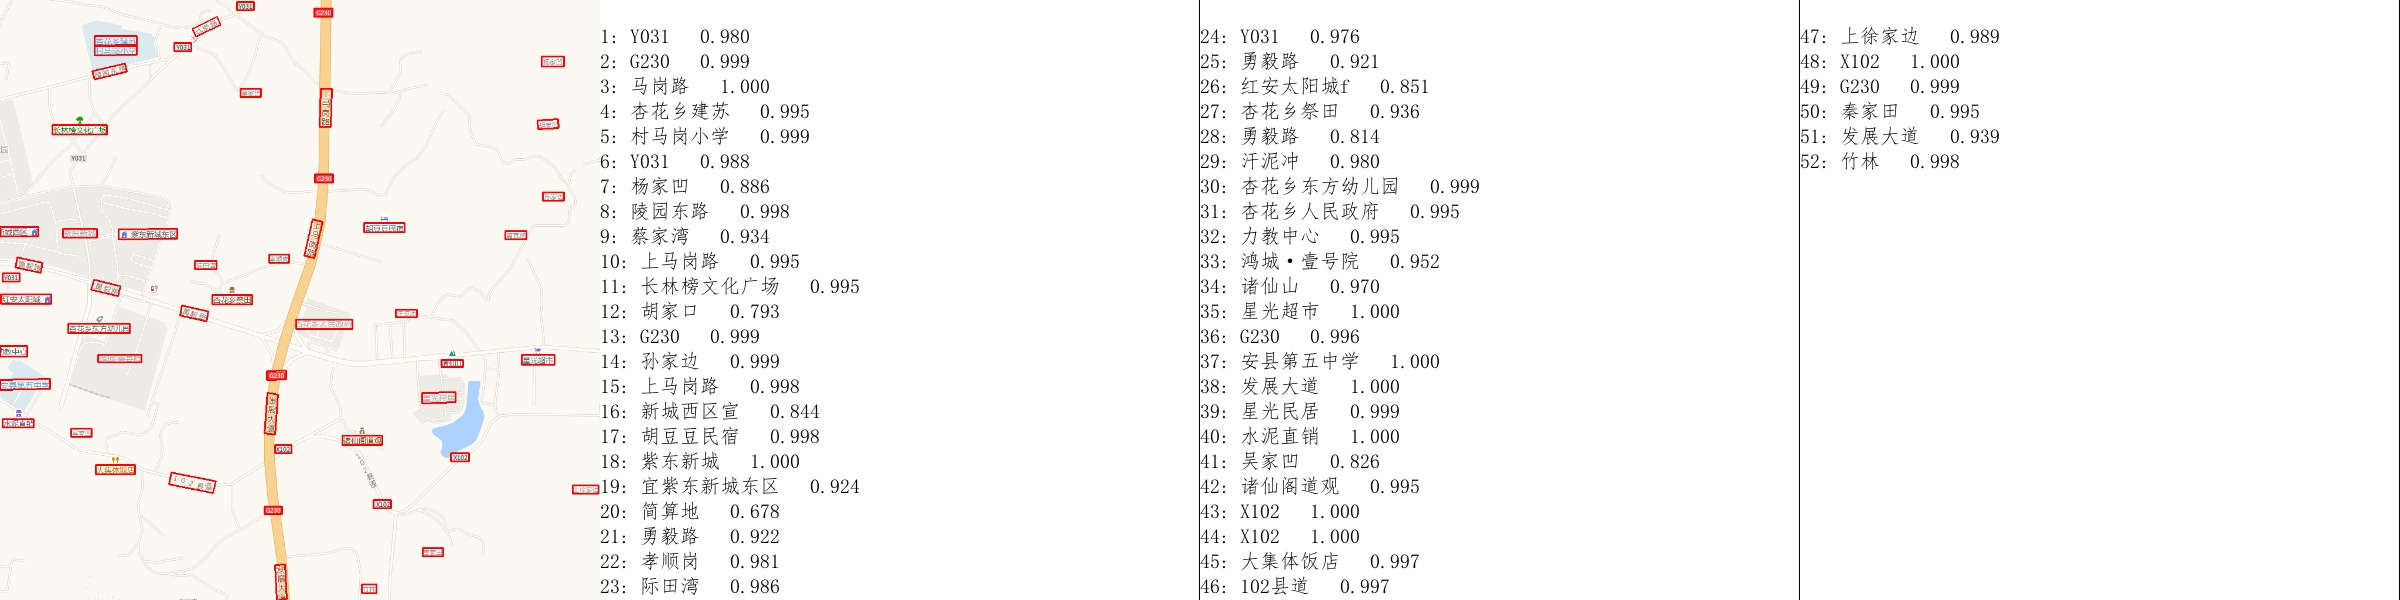 1: Y031 0.980
2: G230 0.999
3: 马岗路 1.000
4: 杏花乡建苏 0.995
5: 村马岗小学 0.999
6: Y031 0.988
7: 杨家凹 0.886
8: 陵园东路 0.998
9: 蔡家湾 0.934
10: 上马岗路 0.995
11: 长林榜文化广场 0.995
12: 胡家口 0.793
13: G230 0.999
14: 孙家边 0.999
15: 上马岗路 0.998
16: 新城西区宣 0.844
17: 胡豆豆民宿 0.998
18: 紫东新城 1.000
19: 宜紫东新城东区 0.924
20: 简算地 0.678
21: 勇毅路 0.922
22: 孝顺岗 0.981
23: 际田湾 0.986
24: Y031 0.976
25: 勇毅路 0.921
26: 红安太阳城f 0.851
27: 杏花乡祭田 0.936
28: 勇毅路 0.814
29: 汗泥冲 0.980
30: 杏花乡东方幼儿园 0.999
31: 杏花乡人民政府 0.995
32: 力教中心 0.995
33: 鸿城·壹号院 0.952
34: 诸仙山 0.970
35: 星光超市 1.000
36: G230 0.996
37: 安县第五中学 1.000
38: 发展大道 1.000
39: 星光民居 0.999
40: 水泥直销 1.000
41: 吴家凹 0.826
42: 诸仙阁道观 0.995
43: X102 1.000
44: X102 1.000
45: 大集体饭店 0.997
46: 102县道 0.997
47: 上徐家边 0.989
48: X102 1.000
49: G230 0.999
50: 秦家田 0.995
51: 发展大道 0.939
52: 竹林 0.998